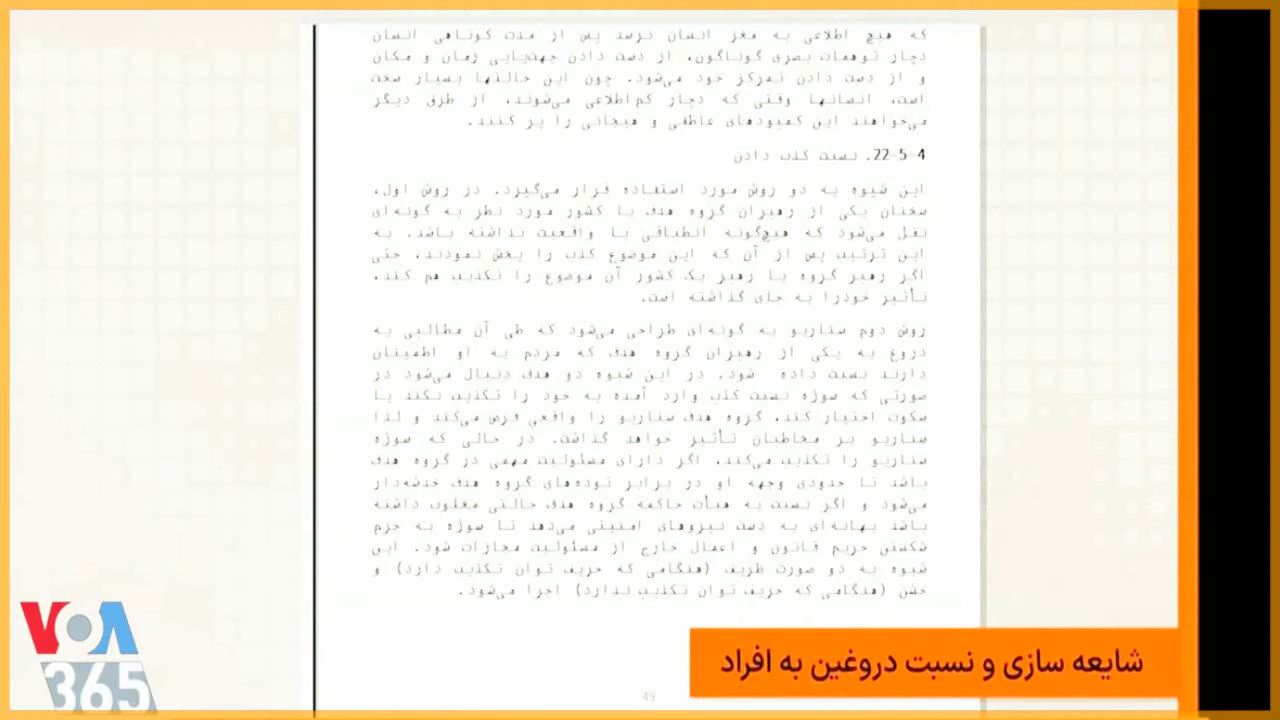 که هیچ اطلاعی به مغز انسان نرسد پس از مدت کوتاهی انسان
دچار توهمات بصری گوناگون، از دست دادن جهت‌یابی زمان و مکان
و از دست دادن تمرکز خود می‌شود. چون این حالتها بسیار سخت
است، انسانها وقتی که دچار کم‌اطلاعی می‌شوند، از طرق دیگر
می‌خواهند این کمبودهای عاطفی و هیجانی را پر کنند.
22-5-4. نسبت کذب دادن
این شیوه به دو روش مورد استفاده قرار می‌گیرد. در روش اول،
سخنان یکی از رهبران گروه هدف یا کشور مورد نظر به گونه‌ای
نقل می‌شود که هیچ‌گونه انطباقی با واقعیت نداشته باشد. به
این ترتیب پس از آن که این موضوع کذب را پخش نمودند، حتی
اگر رهبر گروه یا رهبر یک کشور آن موضوع را تکذیب هم کند،
تأثیر خودرا به جای گذاشته است.
روش دوم سناریو به گونه‌ای طراحی می‌شود که طی آن مطالبی به
دروغ به یکی از رهبران گروه هدف که مردم به او اطمینان
دارند نسبت داده شود. در این شیوه دو هدف دنبال می‌شود در
صورتی که سوژه نسبت کذب وارد آمده به خود را تکذیب نکند یا
سکوت اختیار کند، گروه هدف سناریو را واقعی فرض می‌کند و لذا
سناریو بر مخاطبان تأثیر خواهد گذاشت. در حالی که سوژه
سناریو را تکذیب می‌کند، اگر دارای مسئولیت مهمی در گروه هدف
باشد تا حدودی وجهه او در برابر توده‌های گروه هدف خدشه‌دار
می‌شود و اگر نسبت به هیأت حاکمه گروه هدف حالتی مغلوب داشته
باشد بهانه‌ای به دست نیروهای امنیتی می‌دهد تا سوژه به جرم
شکستن حریم قانون و اعمال خارج از مسئولیت مجازات شود. این
شیوه به دو صورت ظریف (هنگامی که حریف توان تکذیب دارد) و
خشن (هنگامی که حریف توان تکذیب ندارد) اجرا می‌شود.
49
شایعه سازی و نسبت دروغین به افراد
VOA
365